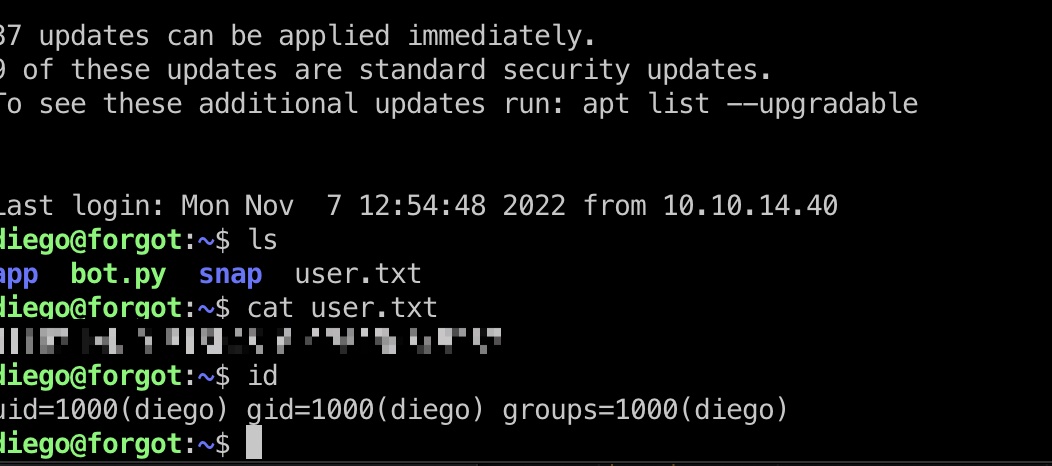 37 updates can be applied immediately.
9 of these updates are standard security updates.
To see these additional updates run: apt list --upgradable
Last login: Mon Nov  7 12:54:48 2022 from 10.10.14.40
diego@forgot:~$ ls
app  bot.py  snap  user.txt
diego@forgot:~$ cat user.txt
diego@forgot:~$ id
uid=1000(diego) gid=1000(diego) groups=1000(diego)
diego@forgot:~$